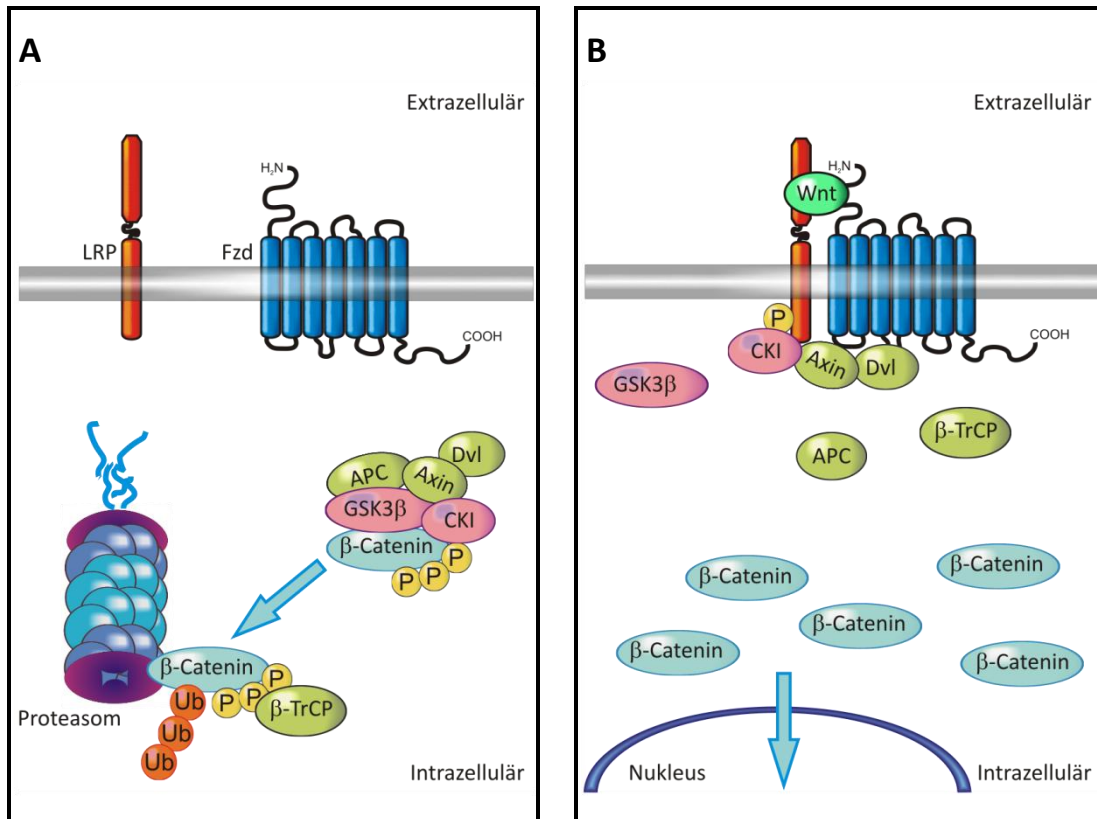 A
Extrazellulär
H₂N
LRP
Fzd
COOH
Dvl
APC
Axin
GSK3β
CKI
β-Catenin
P
P
P
β-Catenin
P
P
P
Ub
β-TrCP
Proteasom
Ub
Ub
Intrazellulär
B
Extrazellulär
H₂N
Wnt
P
COOH
CKI
Axin
Dvl
GSK3β
β-TrCP
APC
β-Catenin
β-Catenin
β-Catenin
β-Catenin
β-Catenin
Nukleus
Intrazellulär